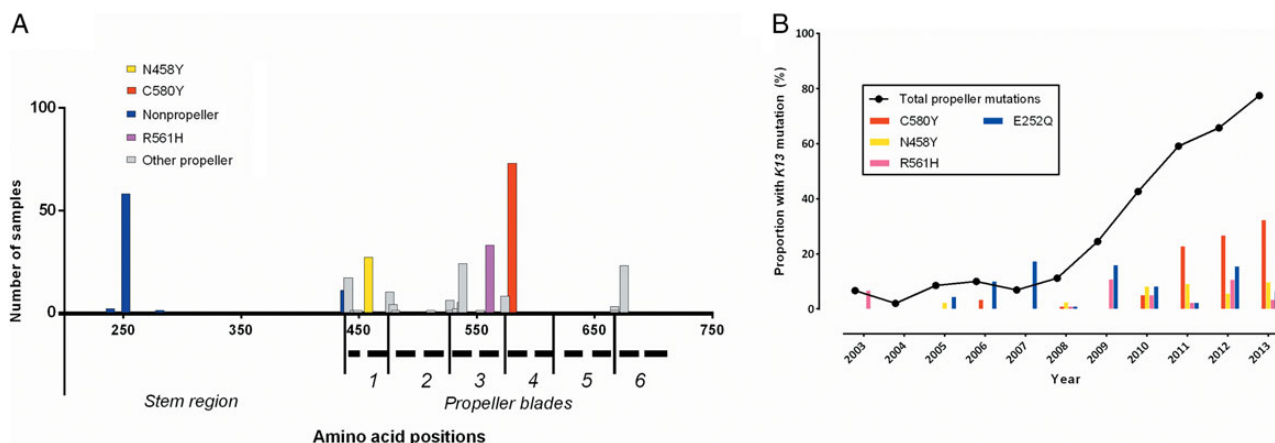 A
N458Y
C580Y
Nonpropeller
R561H
Other propeller
Number of samples
100
50
0
250
350
450
550
650
750
1
2
3
4
5
6
Stem region
Propeller blades
Amino acid positions
B
Proportion with K13 mutation (%)
100
80
60
40
20
0
Total propeller mutations
C580Y
E252Q
N458Y
R561H
2003
2004
2005
2006
2007
2008
2009
2010
2011
2012
2013
Year